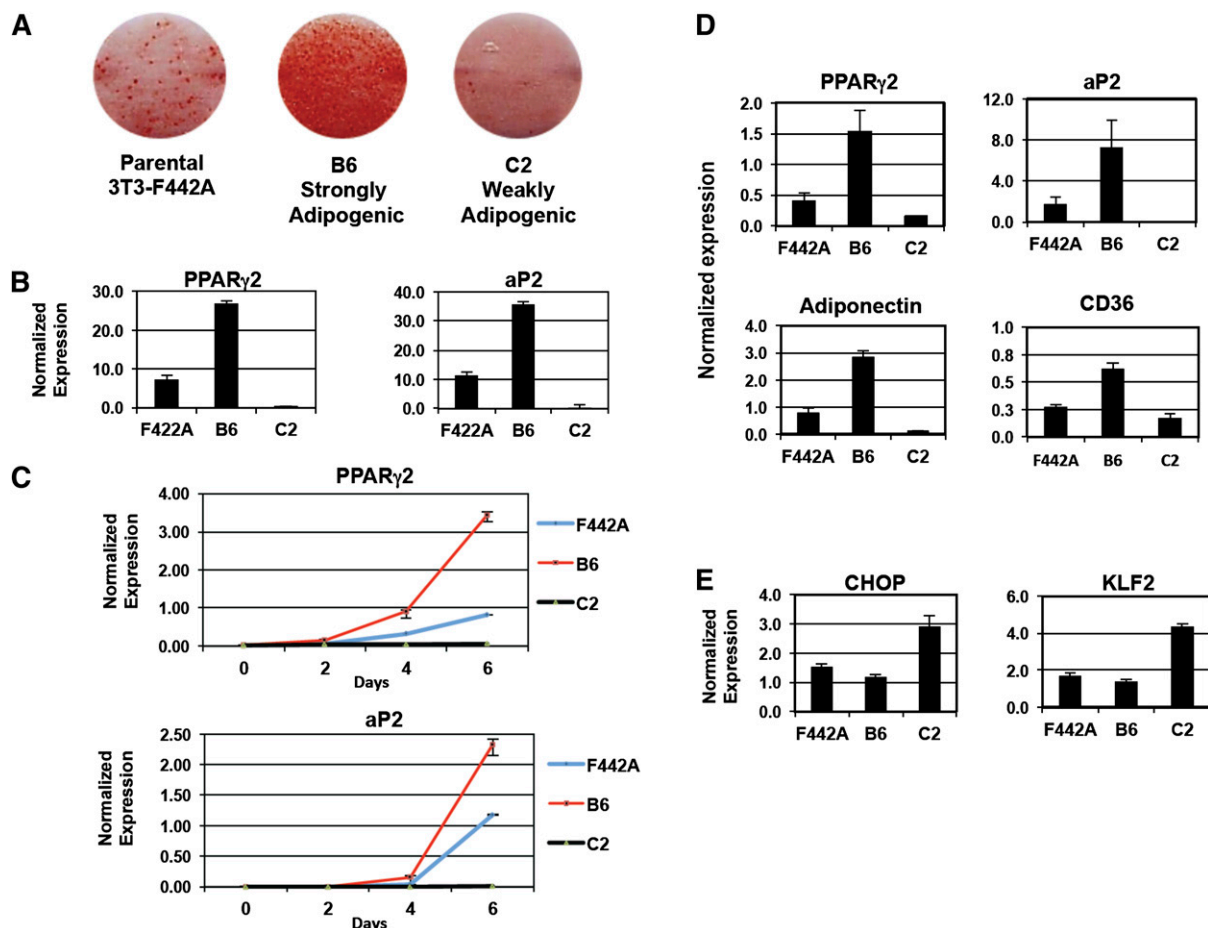 A
Parental
3T3-F442A
B6
Strongly
Adipogenic
C2
Weakly
Adipogenic
B
PPARγ2
Normalized
Expression
30.0
20.0
10.0
0.0
F422A
B6
C2
aP2
40.0
30.0
20.0
10.0
0.0
F422A
B6
C2
C
PPARγ2
Normalized
Expression
4.00
3.00
2.00
1.00
0.00
0
2
4
6
Days
F442A
B6
C2
aP2
Normalized
Expression
2.50
2.00
1.50
1.00
0.50
0.00
0
2
4
6
Days
F442A
B6
C2
D
Normalized expression
PPARγ2
2.0
1.5
1.0
0.5
0.0
F442A
B6
C2
aP2
12.0
8.0
4.0
0.0
F442A
B6
C2
Adiponectin
4.0
3.0
2.0
1.0
0.0
F442A
B6
C2
CD36
1.0
0.8
0.5
0.3
0.0
F442A
B6
C2
E
CHOP
Normalized
Expression
4.0
3.0
2.0
1.0
0.0
F442A
B6
C2
KLF2
6.0
4.0
2.0
0.0
F442A
B6
C2